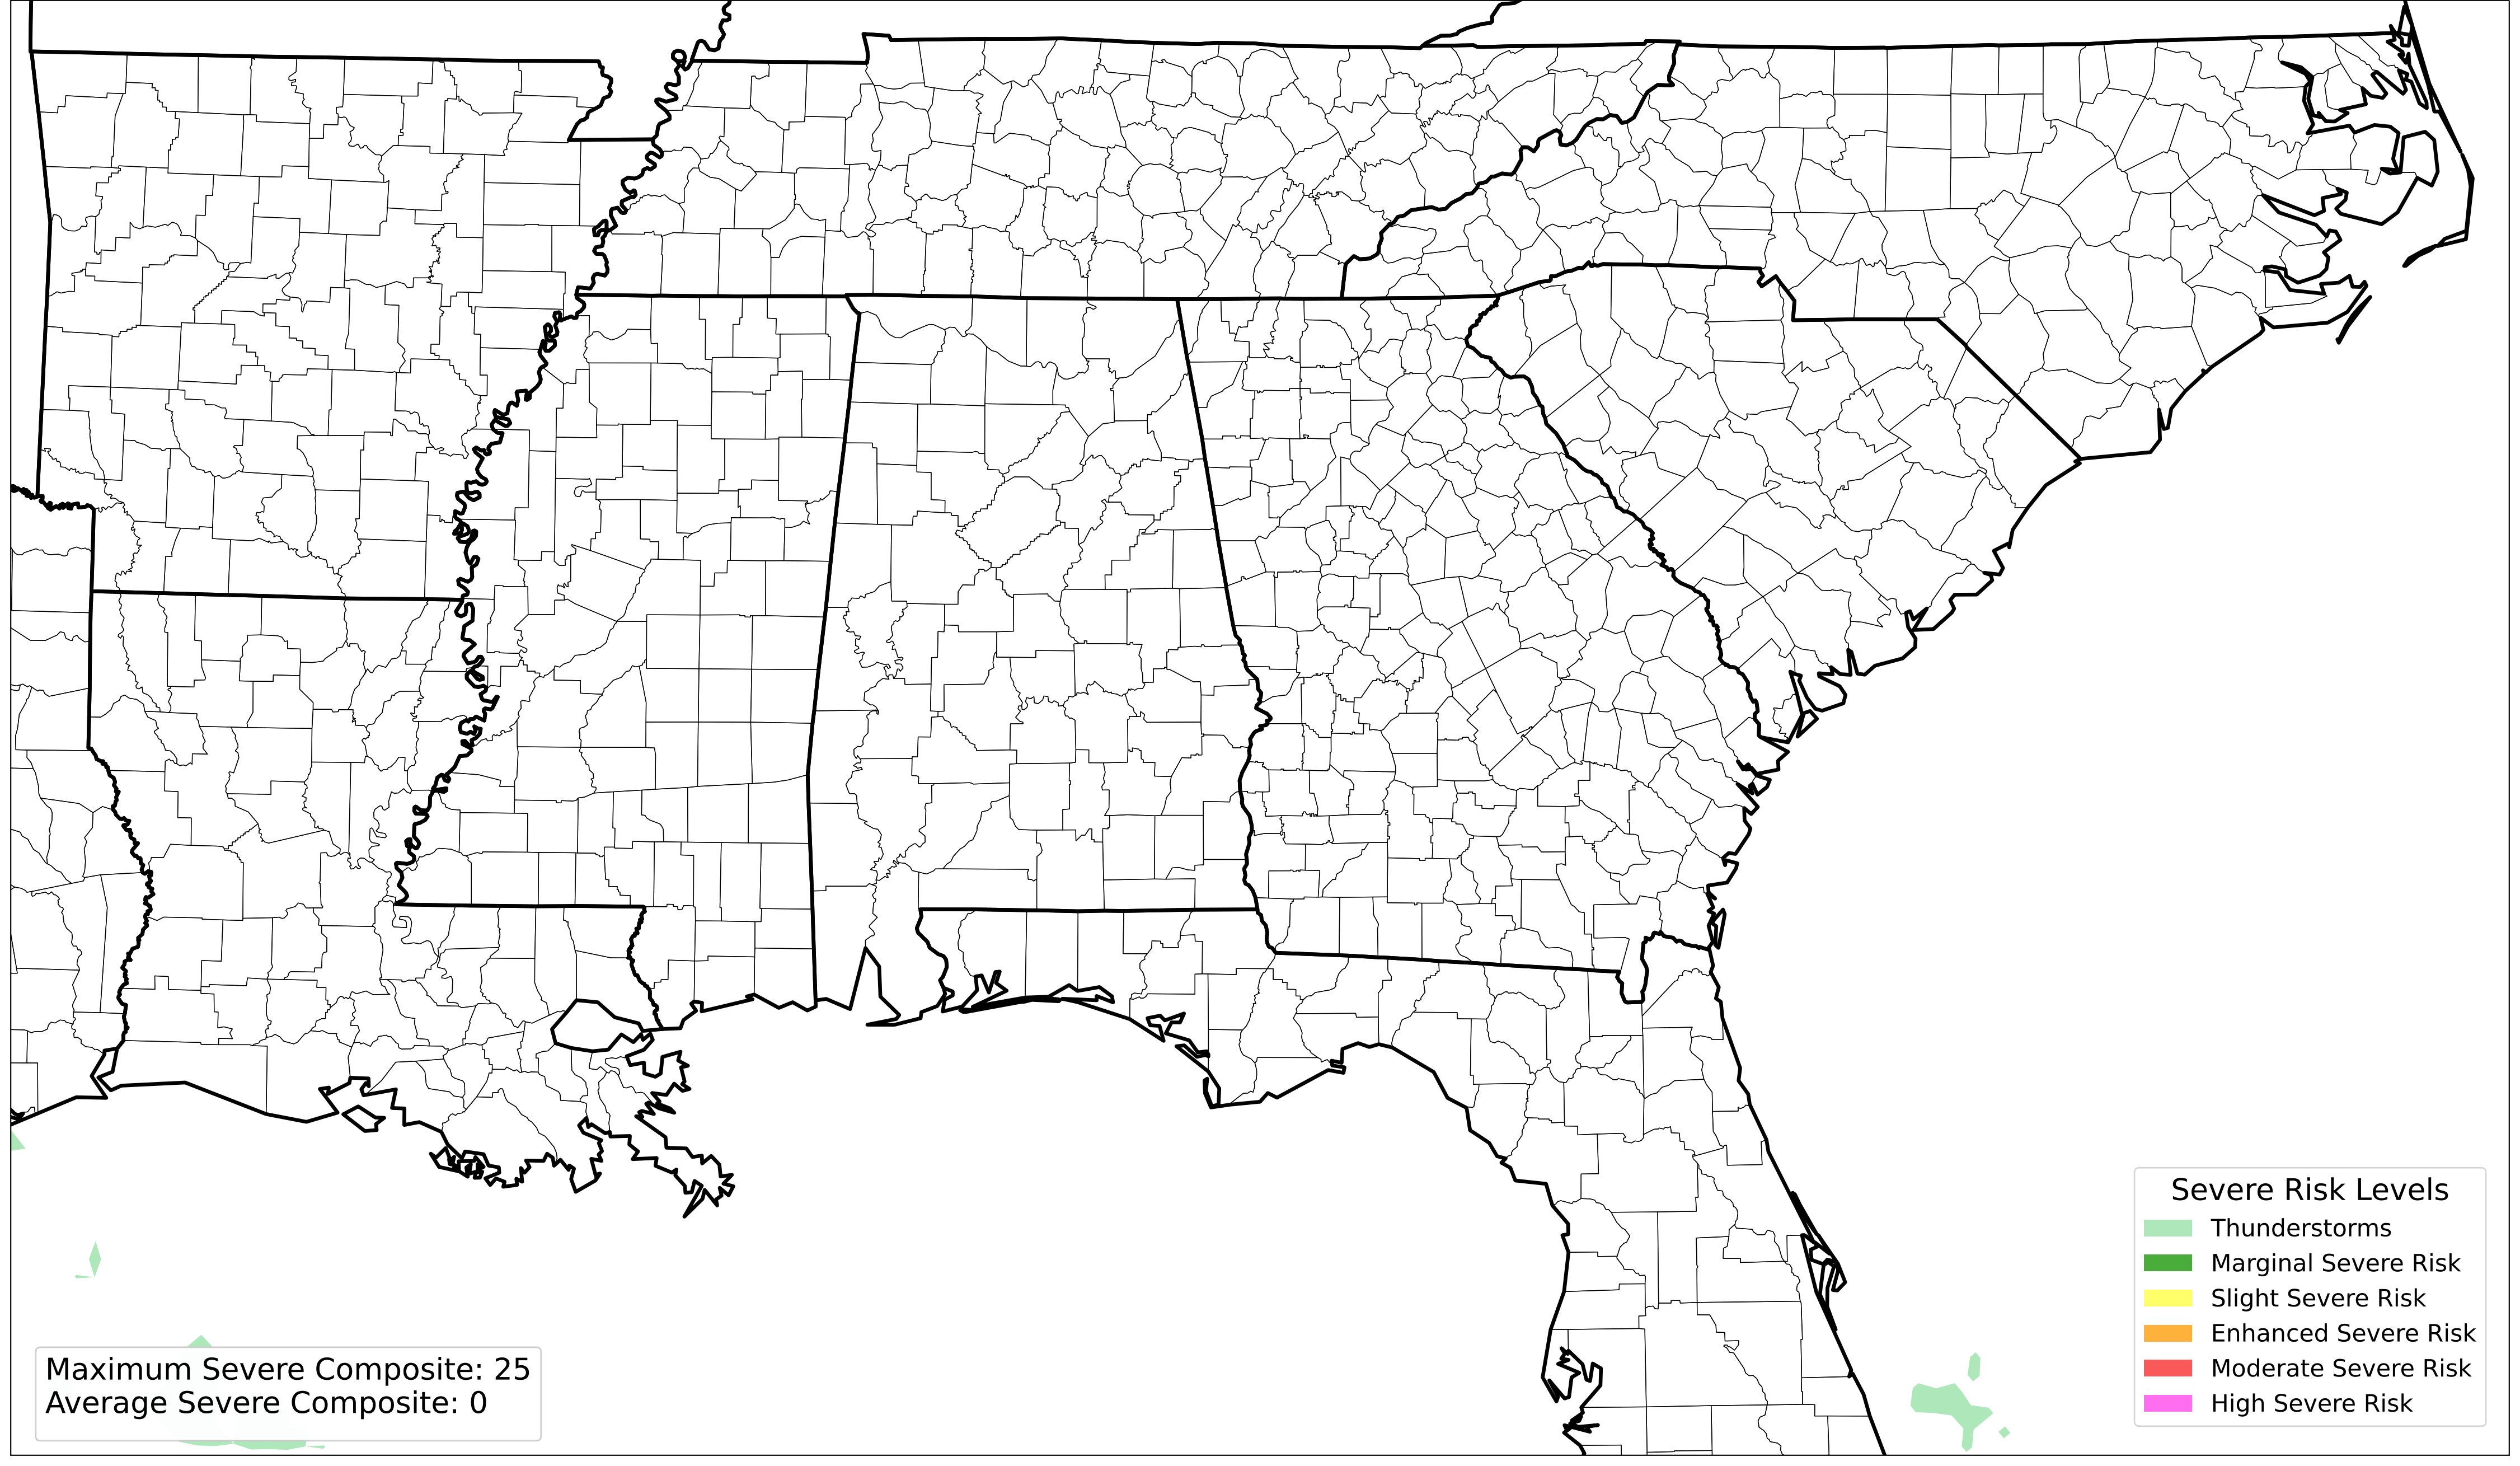 Severe Risk Levels
Thunderstorms
Marginal Severe Risk
Slight Severe Risk
Enhanced Severe Risk
Moderate Severe Risk
High Severe Risk
Maximum Severe Composite: 25
Average Severe Composite: 0